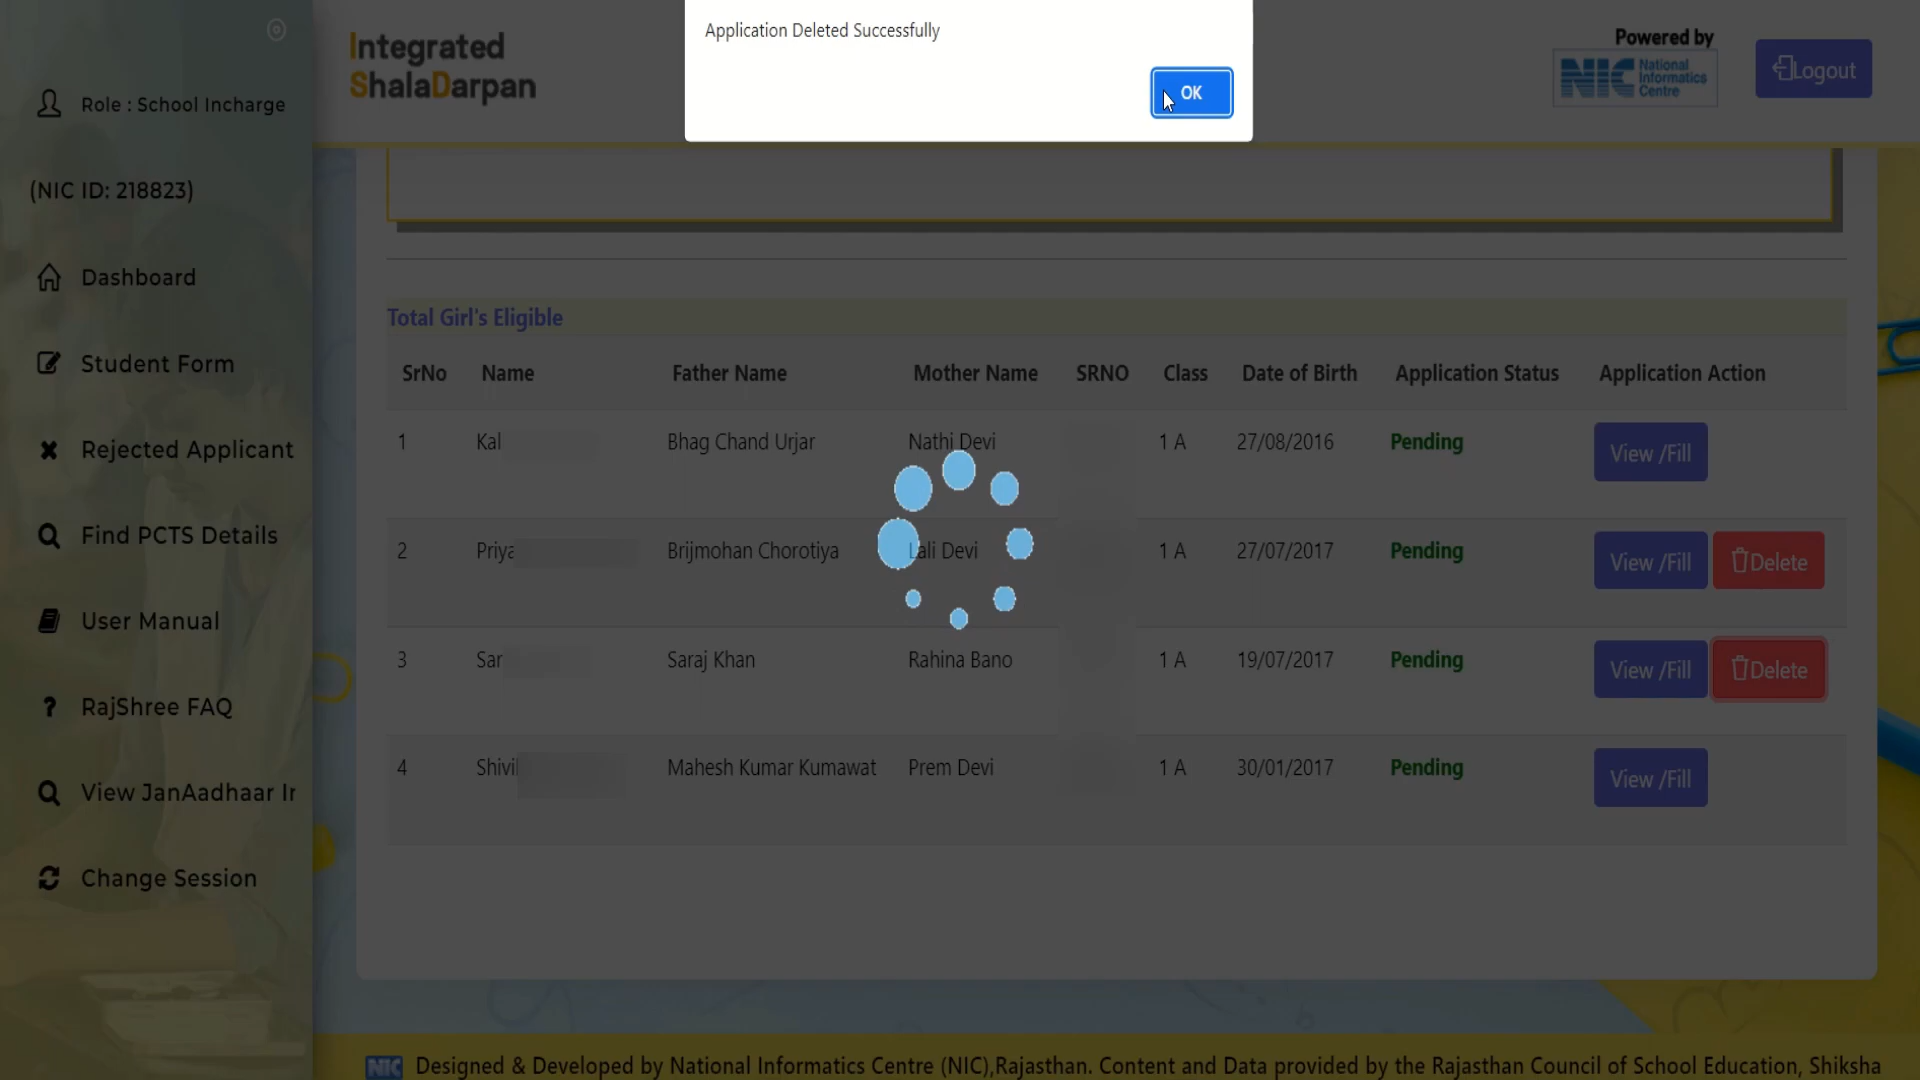 Application Deleted Successfully
OK
Integrated
ShalaDarpan
Powered by
NIC National Informatics Centre
Logout
Role : School Incharge
(NIC ID: 218823)
Dashboard
Student Form
Rejected Applicant
Find PCTS Details
User Manual
RajShree FAQ
View JanAadhaar
Change Session
Total Girl's Eligible
SrNo Name Father Name Mother Name SRNO Class Date of Birth Application Status Application Action
1 Kal Bhag Chand Urjar Nathi Devi 1 A 27/08/2016 Pending View /Fill
2 Priya Brijmohan Chorotiya Lali Devi 1 A 27/07/2017 Pending View /Fill Delete
3 Sar Saraj Khan Rahina Bano 1 A 19/07/2017 Pending View /Fill Delete
4 Shivi Mahesh Kumar Kumawat Prem Devi 1 A 30/01/2017 Pending View /Fill
NIC Designed & Developed by National Informatics Centre (NIC),Rajasthan. Content and Data provided by the Rajasthan Council of School Education, Shiksha